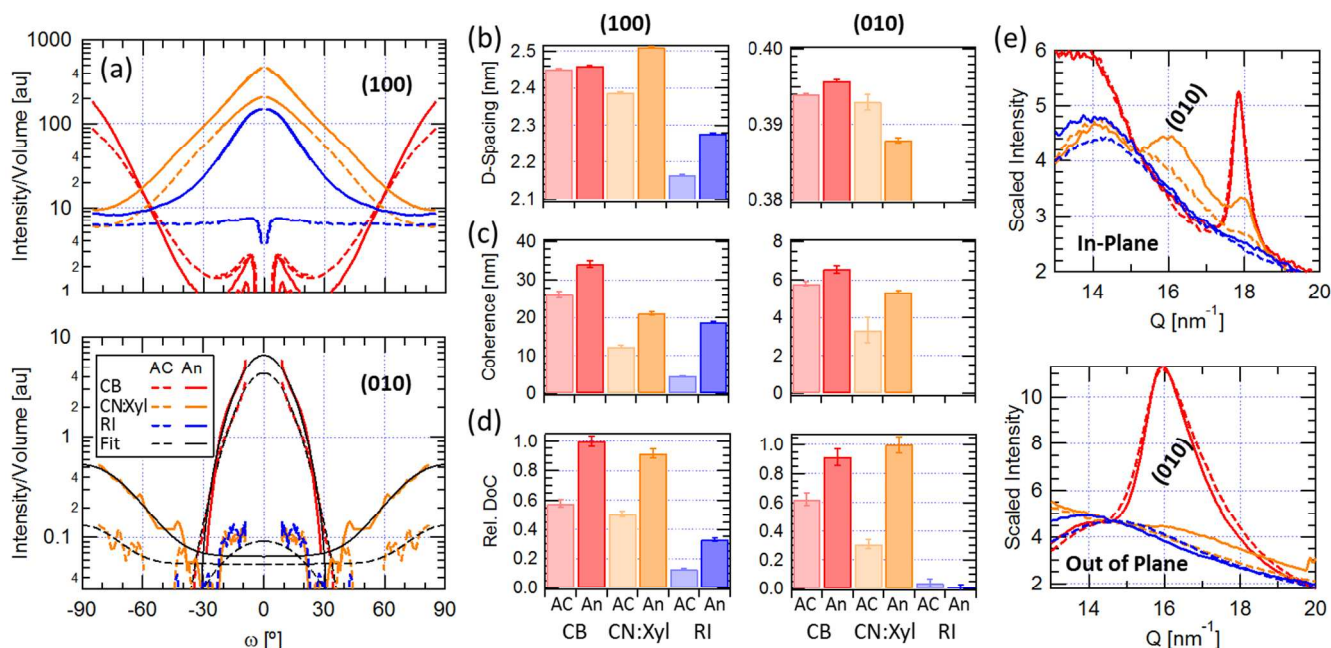 (a)
(100)
Intensity/Volume [au]
1000
4
2
100
4
2
10
4
2
1
(010)
Intensity/Volume [au]
10
4
2
1
4
2
0.1
4
AC An
CB
CN:Xyl
RI
Fit
-90 -60 -30 0 30 60 90
ω [º]
(100)
(b)
D-Spacing [nm]
2.5
2.4
2.3
2.2
2.1
(c)
Coherence [nm]
40
30
20
10
0
(d)
Rel. DoC
1.0
0.8
0.6
0.4
0.2
0.0
AC An AC An AC An
CB CN:Xyl RI
(010)
0.40
0.39
0.38
8
6
4
2
0
1.0
0.8
0.6
0.4
0.2
0.0
AC An AC An AC An
CB CN:Xyl RI
(e)
Scaled Intensity
6
5
4
3
2
(010)
In-Plane
14 16 18 20
Q [nm-1]
Scaled Intensity
10
8
6
4
2
(010)
Out of Plane
14 16 18 20
Q [nm-1]